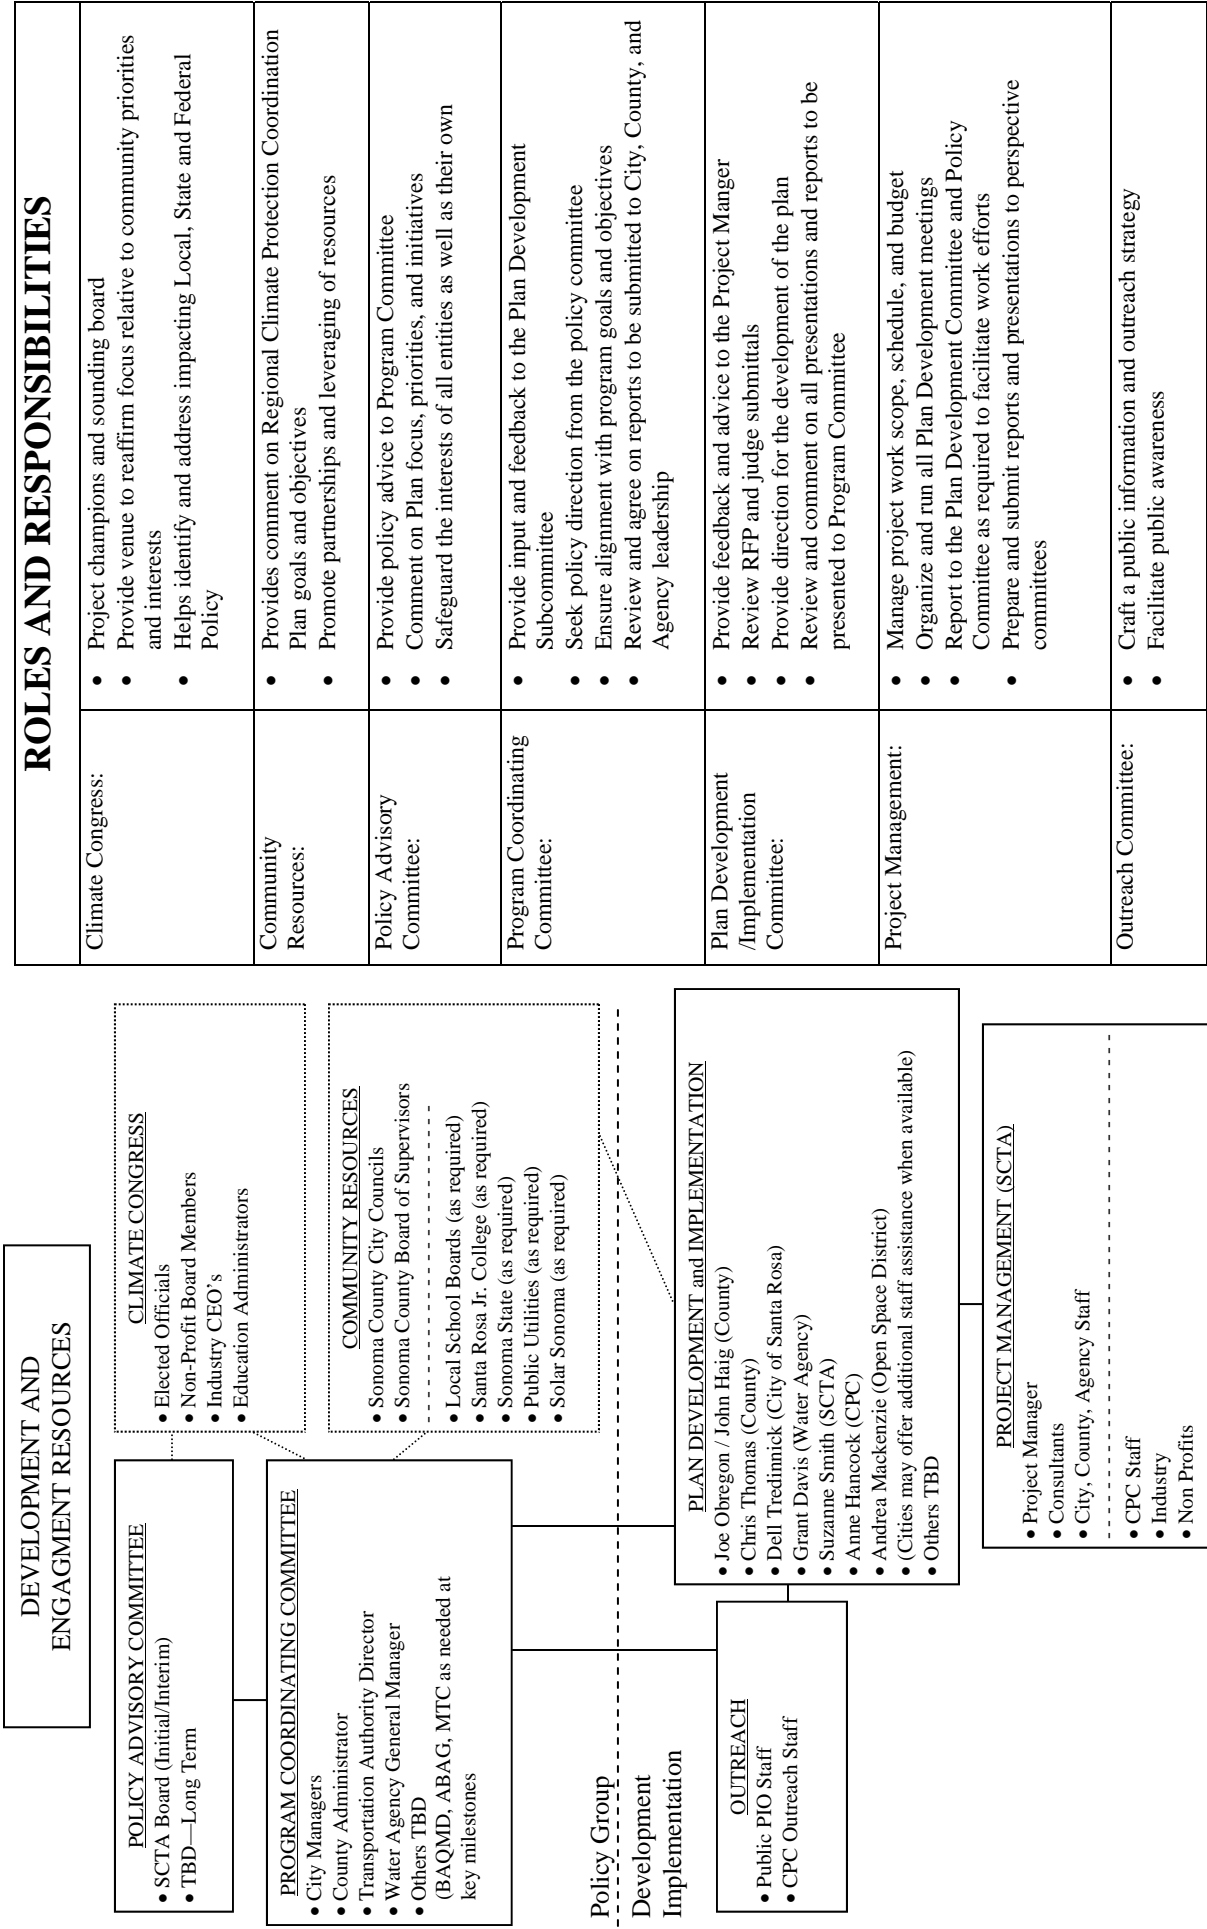 DEVELOPMENT AND
ENGAGMENT RESOURCES
POLICY ADVISORY COMMITTEE
• SCTA Board (Initial/Interim)
• TBD—Long Term
PROGRAM COORDINATING COMMITTEE
• City Managers
• County Administrator
• Transportation Authority Director
• Water Agency General Manager
• Others TBD
(BAQMD, ABAG, MTC as needed at
key milestones
CLIMATE CONGRESS
• Elected Officials
• Non-Profit Board Members
• Industry CEO's
• Education Administrators
COMMUNITY RESOURCES
• Sonoma County City Councils
• Sonoma County Board of Supervisors
• Local School Boards (as required)
• Santa Rosa Jr. College (as required)
• Sonoma State (as required)
• Public Utilities (as required)
• Solar Sonoma (as required)
Policy Group
Development
Implementation
OUTREACH
• Public PIO Staff
• CPC Outreach Staff
PLAN DEVELOPMENT and IMPLEMENTATION
• Joe Obregon / John Haig (County)
• Chris Thomas (County)
• Dell Tredinnick (City of Santa Rosa)
• Grant Davis (Water Agency)
• Suzanne Smith (SCTA)
• Anne Hancock (CPC)
• Andrea Mackenzie (Open Space District)
• (Cities may offer additional staff assistance when available)
• Others TBD
PROJECT MANAGEMENT (SCTA)
• Project Manager
• Consultants
• City, County, Agency Staff
• CPC Staff
• Industry
• Non Profits
ROLES AND RESPONSIBILITIES
Climate Congress:
• Project champions and sounding board
• Provide venue to reaffirm focus relative to community priorities
and interests
• Helps identify and address impacting Local, State and Federal
Policy
Community
Resources:
• Provides comment on Regional Climate Protection Coordination
Plan goals and objectives
• Promote partnerships and leveraging of resources
Policy Advisory
Committee:
• Provide policy advice to Program Committee
• Comment on Plan focus, priorities, and initiatives
• Safeguard the interests of all entities as well as their own
Program Coordinating
Committee:
• Provide input and feedback to the Plan Development
Subcommittee
• Seek policy direction from the policy committee
• Ensure alignment with program goals and objectives
• Review and agree on reports to be submitted to City, County, and
Agency leadership
Plan Development
/Implementation
Committee:
• Provide feedback and advice to the Project Manger
• Review RFP and judge submittals
• Provide direction for the development of the plan
• Review and comment on all presentations and reports to be
presented to Program Committee
Project Management:
• Manage project work scope, schedule, and budget
• Organize and run all Plan Development meetings
• Report to the Plan Development Committee and Policy
Committee as required to facilitate work efforts
• Prepare and submit reports and presentations to perspective
committees
Outreach Committee:
• Craft a public information and outreach strategy
• Facilitate public awareness